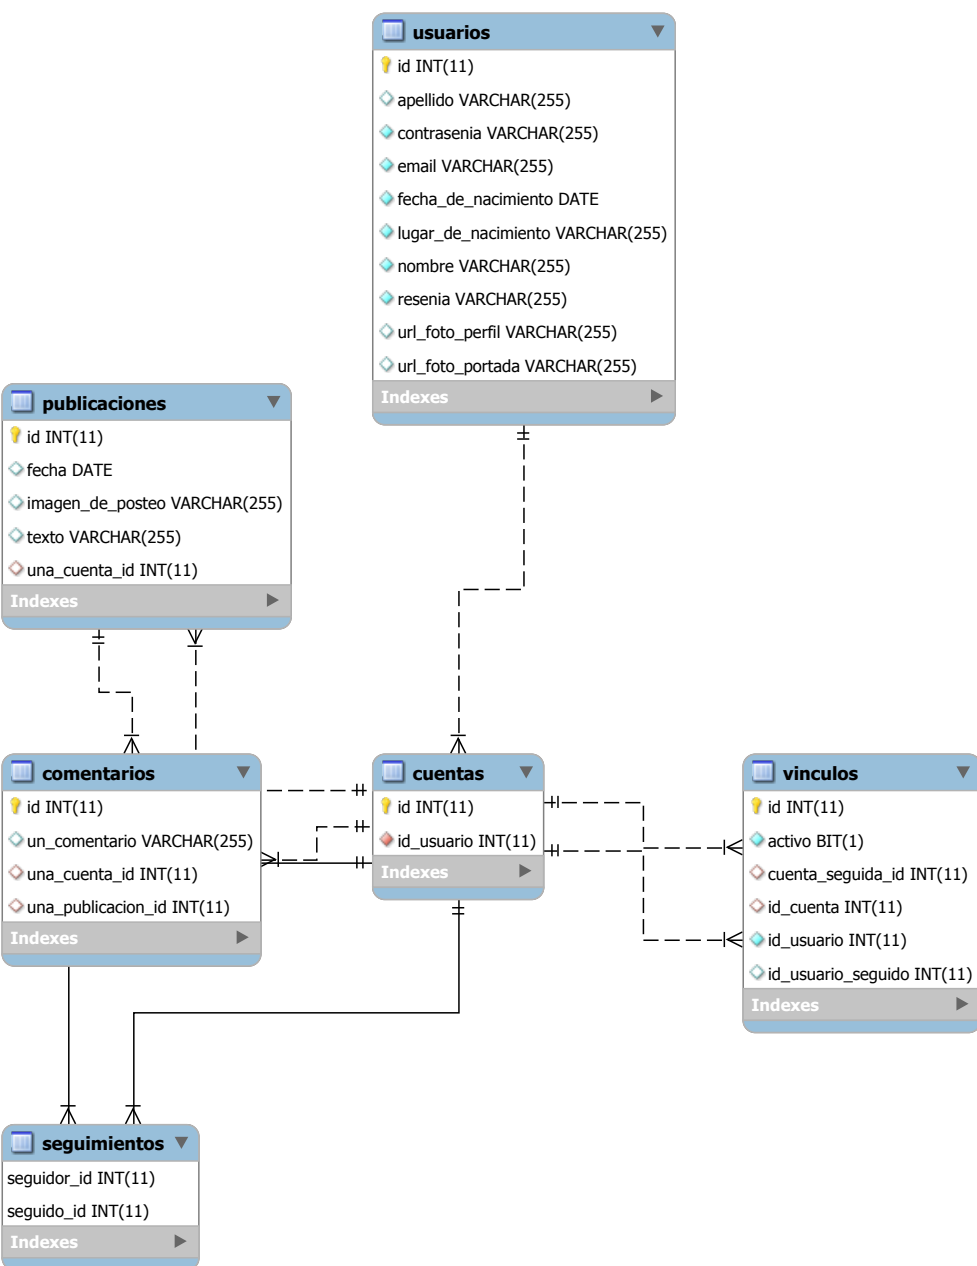 usuarios
id INT(11)
apellido VARCHAR(255)
contrasenia VARCHAR(255)
email VARCHAR(255)
fecha_de_nacimiento DATE
lugar_de_nacimiento VARCHAR(255)
nombre VARCHAR(255)
resenia VARCHAR(255)
url_foto_perfil VARCHAR(255)
url_foto_portada VARCHAR(255)
Indexes
publicaciones
id INT(11)
fecha DATE
imagen_de_posteo VARCHAR(255)
texto VARCHAR(255)
una_cuenta_id INT(11)
Indexes
comentarios
id INT(11)
un_comentario VARCHAR(255)
una_cuenta_id INT(11)
una_publicacion_id INT(11)
Indexes
cuentas
id INT(11)
id_usuario INT(11)
Indexes
vinculos
id INT(11)
activo BIT(1)
cuenta_seguida_id INT(11)
id_cuenta INT(11)
id_usuario INT(11)
id_usuario_seguido INT(11)
Indexes
seguimientos
seguidor_id INT(11)
seguido_id INT(11)
Indexes